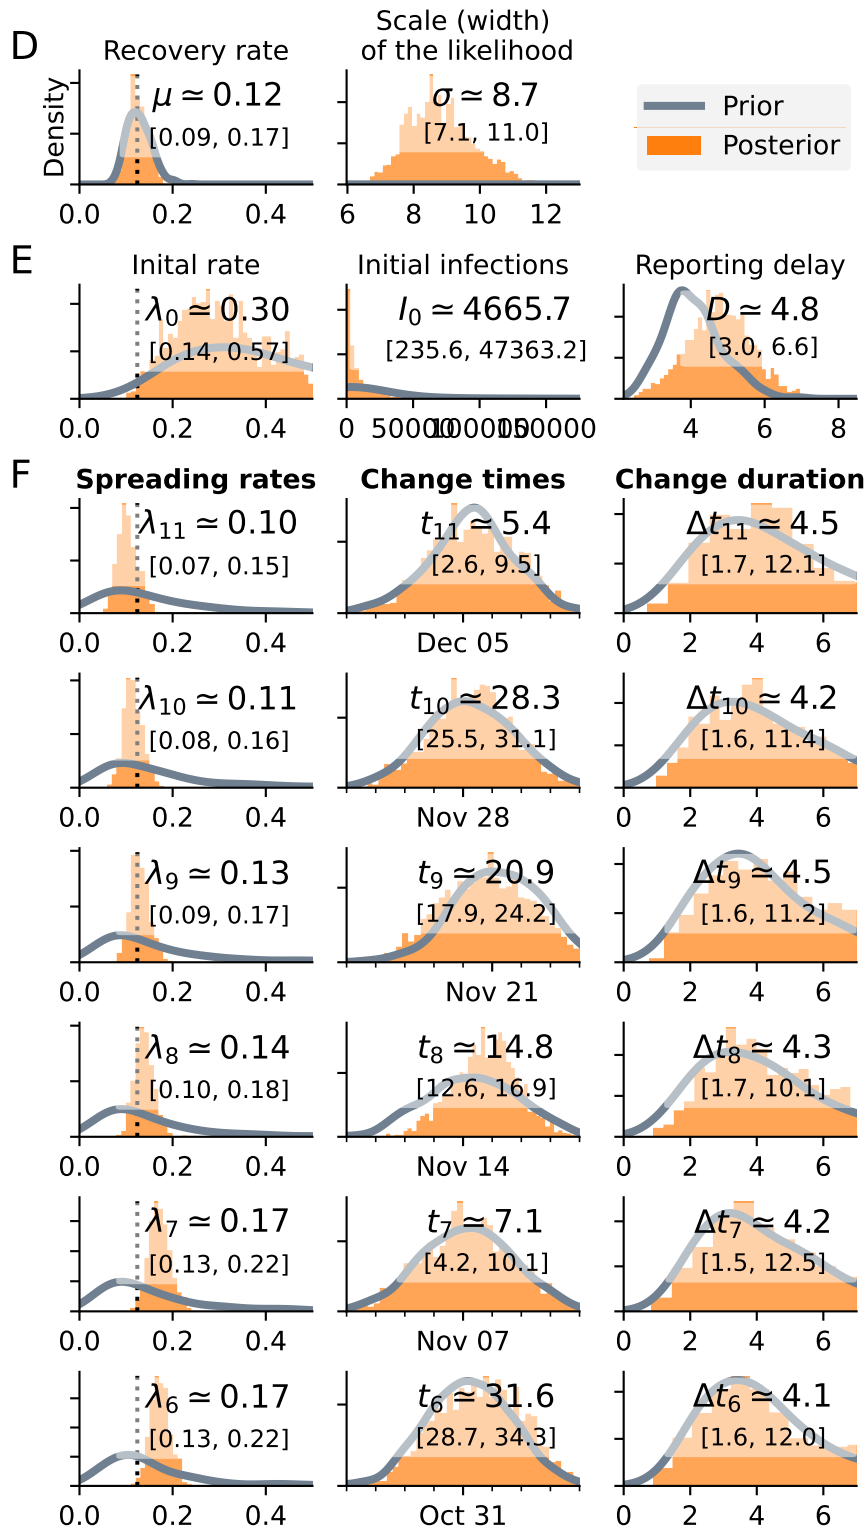 D
Recovery rate
Scale (width)
of the likelihood
Density
μ ≃ 0.12
[0.09, 0.17]
0.0 0.2 0.4
σ ≃ 8.7
[7.1, 11.0]
6 8 10 12
Prior
Posterior
E
Inital rate
λ0 ≃ 0.30
[0.14, 0.57]
0.0 0.2 0.4
Initial infections
I0 ≃ 4665.7
[235.6, 47363.2]
0 50000 100000 150000
Reporting delay
D ≃ 4.8
[3.0, 6.6]
4 6 8
F
Spreading rates
Change times
Change duration
λ11 ≃ 0.10
[0.07, 0.15]
0.0 0.2 0.4
t11 ≃ 5.4
[2.6, 9.5]
Dec 05
Δt11 ≃ 4.5
[1.7, 12.1]
0 2 4 6
λ10 ≃ 0.11
[0.08, 0.16]
0.0 0.2 0.4
t10 ≃ 28.3
[25.5, 31.1]
Nov 28
Δt10 ≃ 4.2
[1.6, 11.4]
0 2 4 6
λ9 ≃ 0.13
[0.09, 0.17]
0.0 0.2 0.4
t9 ≃ 20.9
[17.9, 24.2]
Nov 21
Δt9 ≃ 4.5
[1.6, 11.2]
0 2 4 6
λ8 ≃ 0.14
[0.10, 0.18]
0.0 0.2 0.4
t8 ≃ 14.8
[12.6, 16.9]
Nov 14
Δt8 ≃ 4.3
[1.7, 10.1]
0 2 4 6
λ7 ≃ 0.17
[0.13, 0.22]
0.0 0.2 0.4
t7 ≃ 7.1
[4.2, 10.1]
Nov 07
Δt7 ≃ 4.2
[1.5, 12.5]
0 2 4 6
λ6 ≃ 0.17
[0.13, 0.22]
0.0 0.2 0.4
t6 ≃ 31.6
[28.7, 34.3]
Oct 31
Δt6 ≃ 4.1
[1.6, 12.0]
0 2 4 6